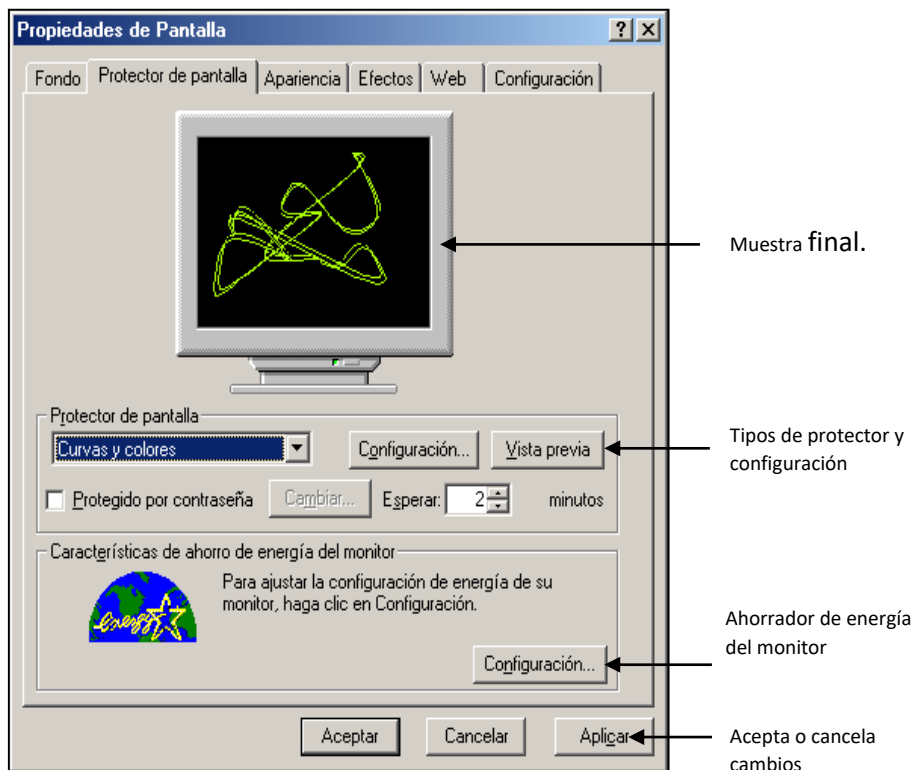 Propiedades de Pantalla
Fondo Protector de pantalla Apariencia Efectos Web Configuración
Muestra final.
Protector de pantalla
Curvas y colores Configuración... Vista previa
Tipos de protector y
configuración
Protegido por contraseña Cambiar... Esperar: 2 minutos
Características de ahorro de energía del monitor
Para ajustar la configuración de energía de su
monitor, haga clic en Configuración.
energy
Configuración...
Ahorrador de energía
del monitor
Aceptar Cancelar Aplicar
Acepta o cancela
cambios